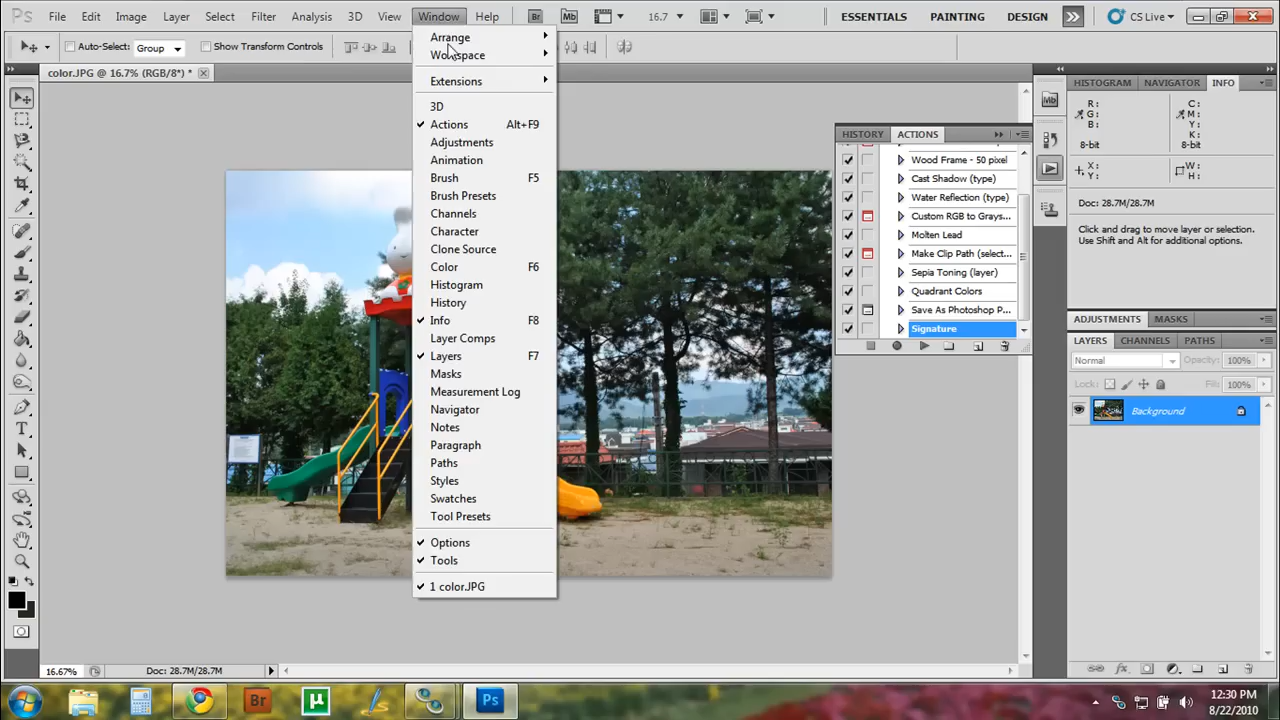 Ps File Edit Image Layer Select Filter Analysis 3D View Window Help Br Mb 16.7 ESSENTIALS PAINTING DESIGN CS Live
Auto-Select: Group Show Transform Controls
color.JPG @ 16.7% (RGB/8*) *
Arrange
Workspace
Extensions
3D
Actions Alt+F9
Adjustments
Animation
Brush F5
Brush Presets
Channels
Character
Clone Source
Color F6
Histogram
History
Info F8
Layer Comps
Layers F7
Masks
Measurement Log
Navigator
Notes
Paragraph
Paths
Styles
Swatches
Tool Presets
Options
Tools
1 color.JPG
HISTORY ACTIONS
Wood Frame - 50 pixel
Cast Shadow (type)
Water Reflection (type)
Custom RGB to Grays...
Molten Lead
Make Clip Path (select...
Sepia Toning (layer)
Quadrant Colors
Save As Photoshop P...
Signature
Mb
HISTOGRAM NAVIGATOR INFO
R: C:
G: M:
B: Y:
K:
8-bit 8-bit
X: W:
Y: H:
Doc: 28.7M/28.7M
Click and drag to move layer or selection.
Use Shift and Alt for additional options.
ADJUSTMENTS MASKS
LAYERS CHANNELS PATHS
Normal Opacity: 100%
Lock: Fill: 100%
Background
16.67% Doc: 28.7M/28.7M
Br µ Ps
12:30 PM
8/22/2010